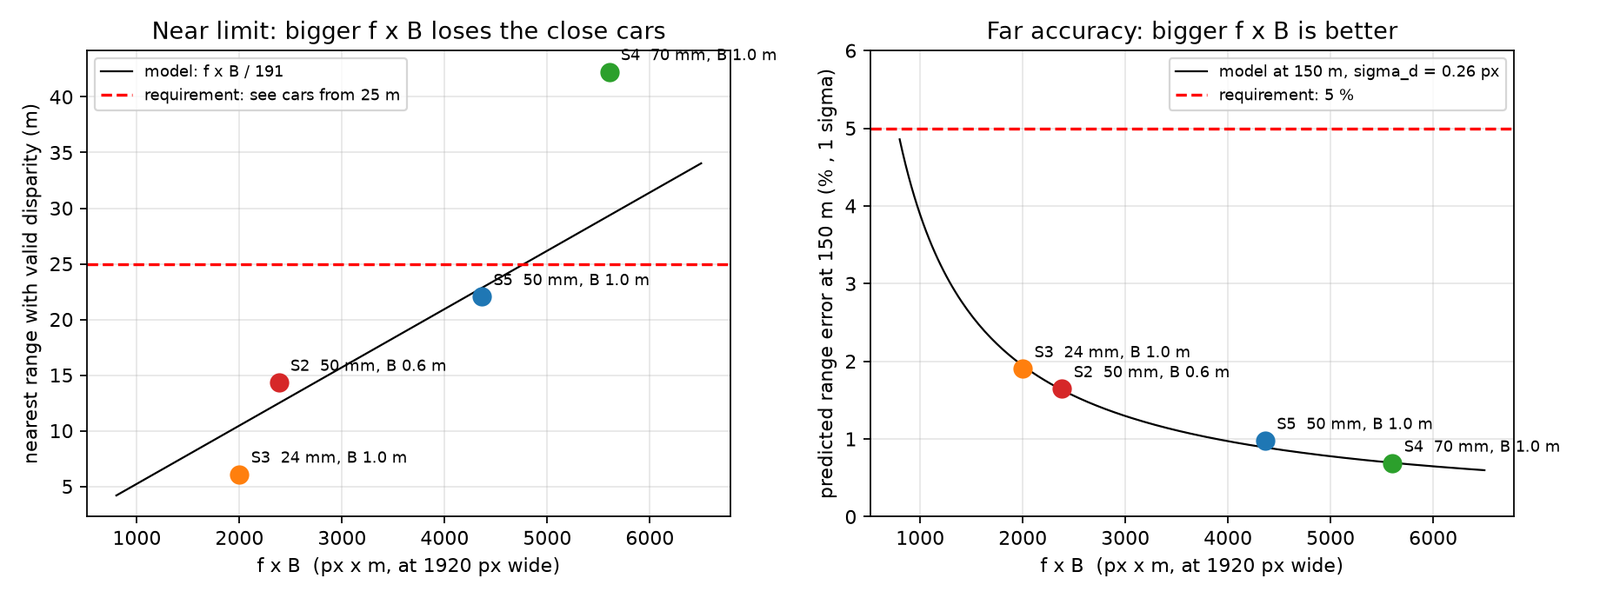 Near limit: bigger f x B loses the close cars
nearest range with valid disparity (m)
40
35
30
25
20
15
10
5
model: f x B / 191
requirement: see cars from 25 m
S4 70 mm, B 1.0 m
S5 50 mm, B 1.0 m
S2 50 mm, B 0.6 m
S3 24 mm, B 1.0 m
1000 2000 3000 4000 5000 6000
f x B (px x m, at 1920 px wide)
Far accuracy: bigger f x B is better
predicted range error at 150 m (% , 1 sigma)
6
5
4
3
2
1
0
model at 150 m, sigma_d = 0.26 px
requirement: 5 %
S3 24 mm, B 1.0 m
S2 50 mm, B 0.6 m
S5 50 mm, B 1.0 m
S4 70 mm, B 1.0 m
1000 2000 3000 4000 5000 6000
f x B (px x m, at 1920 px wide)